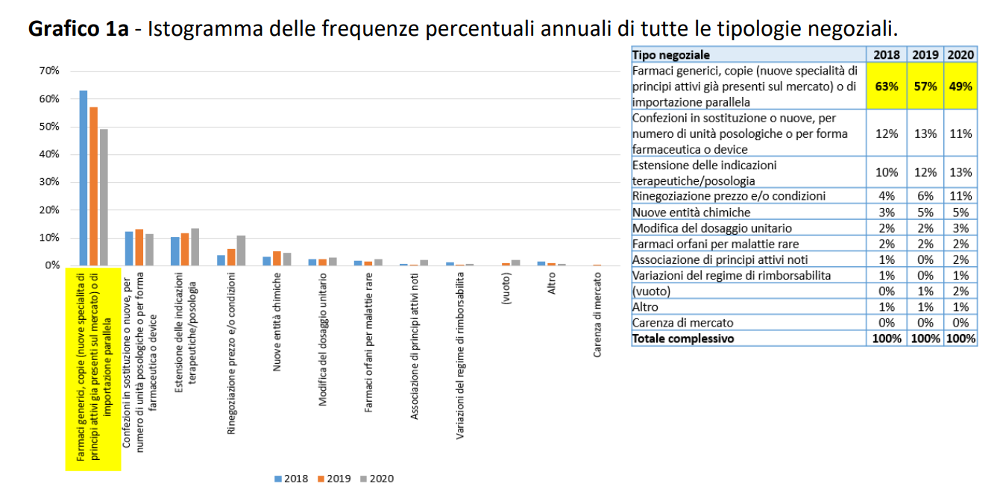 Grafico 1a - Istogramma delle frequenze percentuali annuali di tutte le tipologie negoziali.
70%
60%
50%
40%
30%
20%
10%
0%
Farmaci generici, copie (nuove specialita di
principi attivi gia presenti sul mercato) o di
importazione parallela
Confezioni in sostituzione o nuove, per
numero di unità posologiche o per forma
farmaceutica o device
Estensione delle indicazioni
terapeutiche/posologia
Rinegoziazione prezzo e/o condizioni
Nuove entità chimiche
Modifica del dosaggio unitario
Farmaci orfani per malattie rare
Associazione di principi attivi noti
Variazioni del regime di rimborsabilita
(vuoto)
Altro
Carenza di mercato
2018 2019 2020
Tipo negoziale 2018 2019 2020
Farmaci generici, copie (nuove specialità di
principi attivi già presenti sul mercato) o di 63% 57% 49%
importazione parallela
Confezioni in sostituzione o nuove, per
numero di unità posologiche o per forma 12% 13% 11%
farmaceutica o device
Estensione delle indicazioni 10% 12% 13%
terapeutiche/posologia
Rinegoziazione prezzo e/o condizioni 4% 6% 11%
Nuove entità chimiche 3% 5% 5%
Modifica del dosaggio unitario 2% 2% 3%
Farmaci orfani per malattie rare 2% 2% 2%
Associazione di principi attivi noti 1% 0% 2%
Variazioni del regime di rimborsabilita 1% 0% 1%
(vuoto) 0% 1% 2%
Altro 1% 1% 1%
Carenza di mercato 0% 0% 0%
Totale complessivo 100% 100% 100%